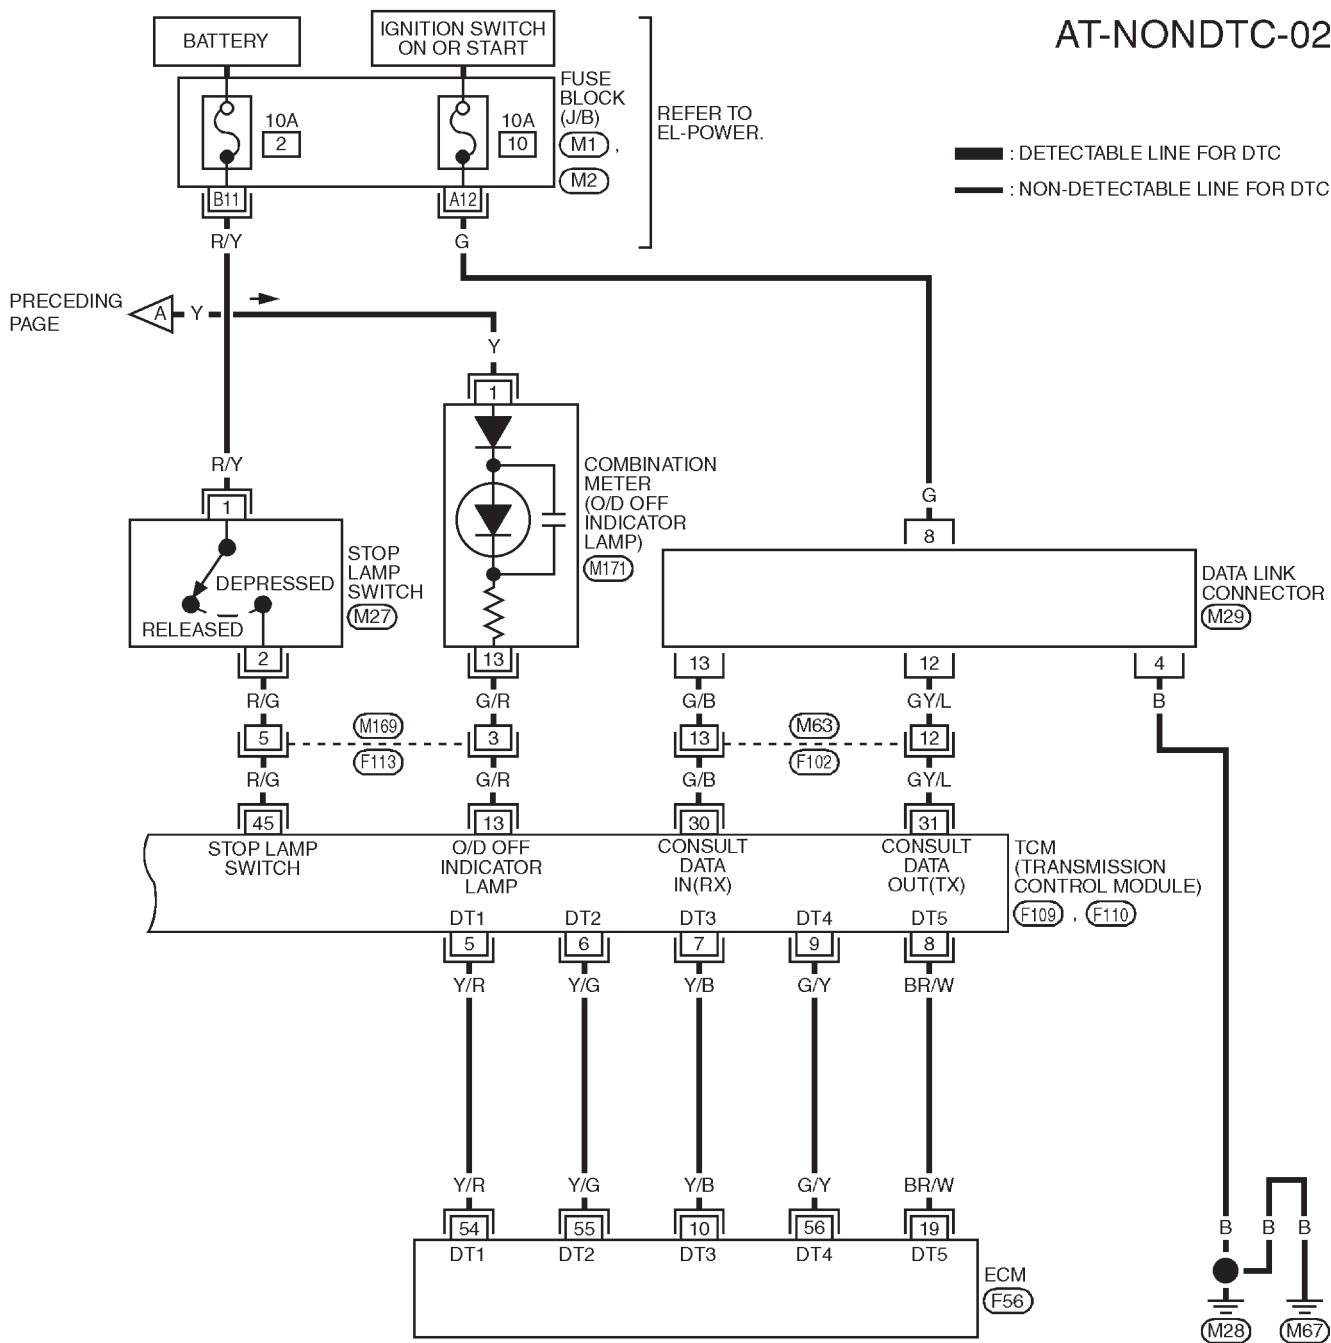 AT-NONDTC-02
BATTERY
IGNITION SWITCH
ON OR START
FUSE
BLOCK
(J/B)
M1 ,
M2
REFER TO
EL-POWER.
10A
2
10A
10
: DETECTABLE LINE FOR DTC
: NON-DETECTABLE LINE FOR DTC
B11
A12
R/Y
G
PRECEDING
PAGE
A
Y
Y
R/Y
1
COMBINATION
METER
(O/D OFF
INDICATOR
LAMP)
M171
G
1
8
STOP
LAMP
SWITCH
M27
DEPRESSED
RELEASED
DATA LINK
CONNECTOR
M29
2
13
13
12
4
R/G
G/R
G/B
GY/L
B
M169
M63
5
3
13
12
F113
F102
R/G
G/R
G/B
GY/L
45
13
30
31
STOP LAMP
SWITCH
O/D OFF
INDICATOR
LAMP
CONSULT
DATA
IN(RX)
CONSULT
DATA
OUT(TX)
TCM
(TRANSMISSION
CONTROL MODULE)
F109 , F110
DT1
DT2
DT3
DT4
DT5
5
6
7
9
8
Y/R
Y/G
Y/B
G/Y
BR/W
Y/R
Y/G
Y/B
G/Y
BR/W
54
55
10
56
19
DT1
DT2
DT3
DT4
DT5
ECM
F56
B
B
B
M28
M67